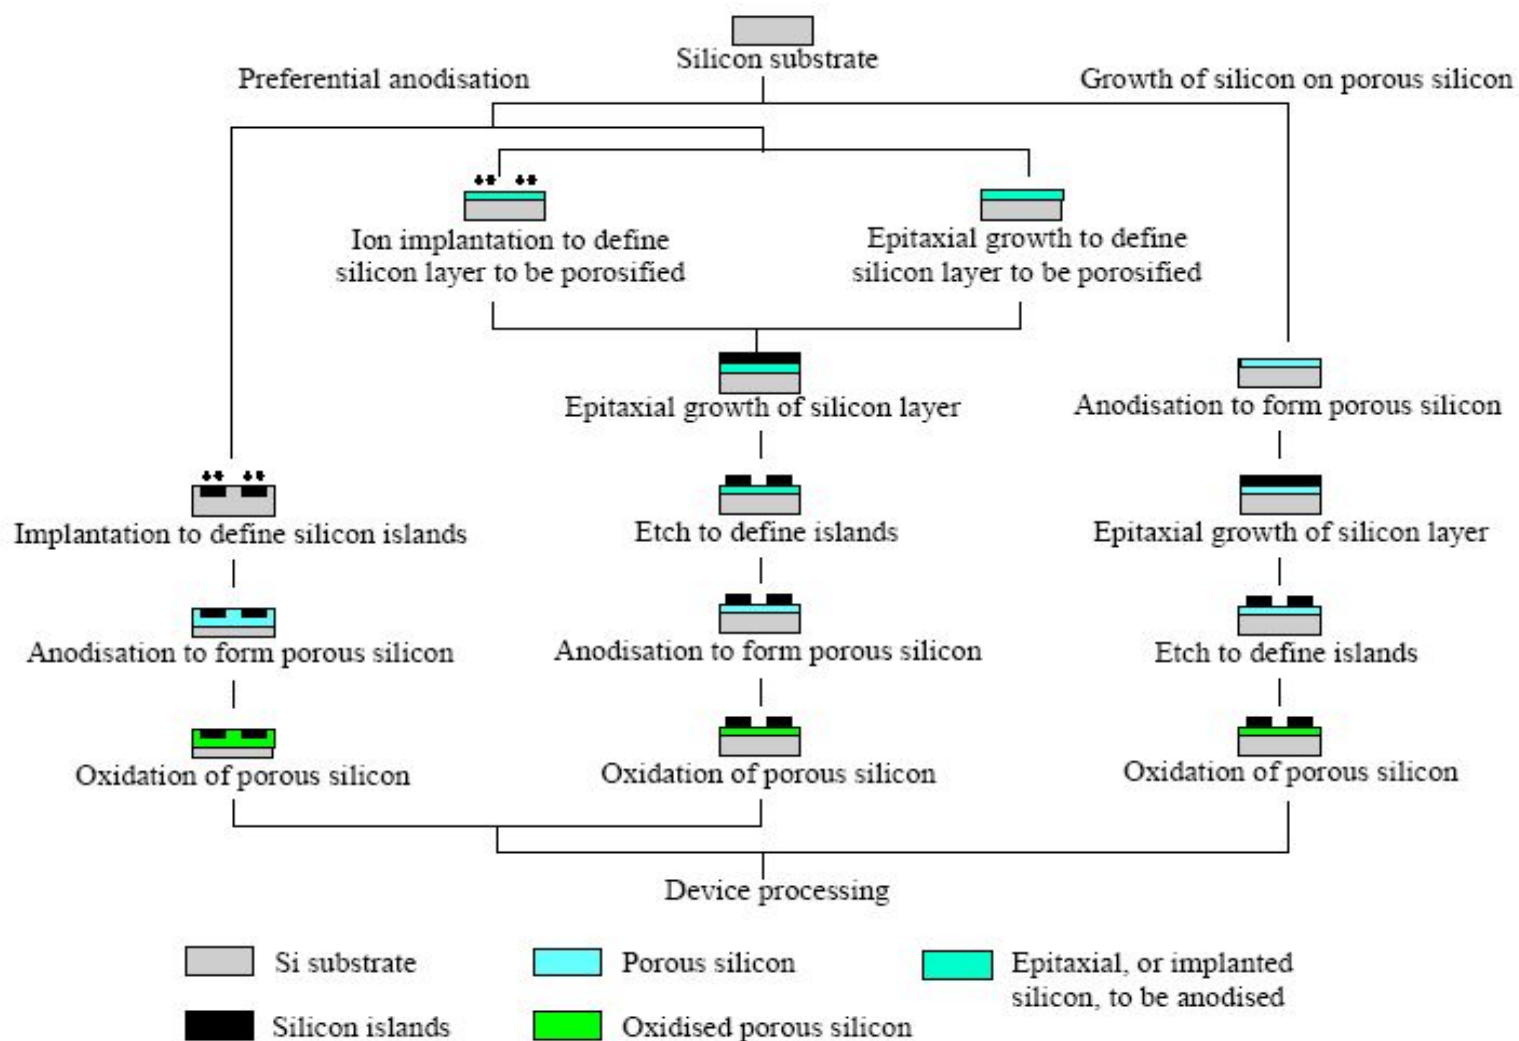 Silicon substrate
Preferential anodisation
Growth of silicon on porous silicon
Ion implantation to define
silicon layer to be porosified
Epitaxial growth to define
silicon layer to be porosified
Epitaxial growth of silicon layer
Anodisation to form porous silicon
Implantation to define silicon islands
Etch to define islands
Epitaxial growth of silicon layer
Anodisation to form porous silicon
Anodisation to form porous silicon
Etch to define islands
Oxidation of porous silicon
Oxidation of porous silicon
Oxidation of porous silicon
Device processing
Si substrate
Porous silicon
Epitaxial, or implanted
silicon, to be anodised
Silicon islands
Oxidised porous silicon